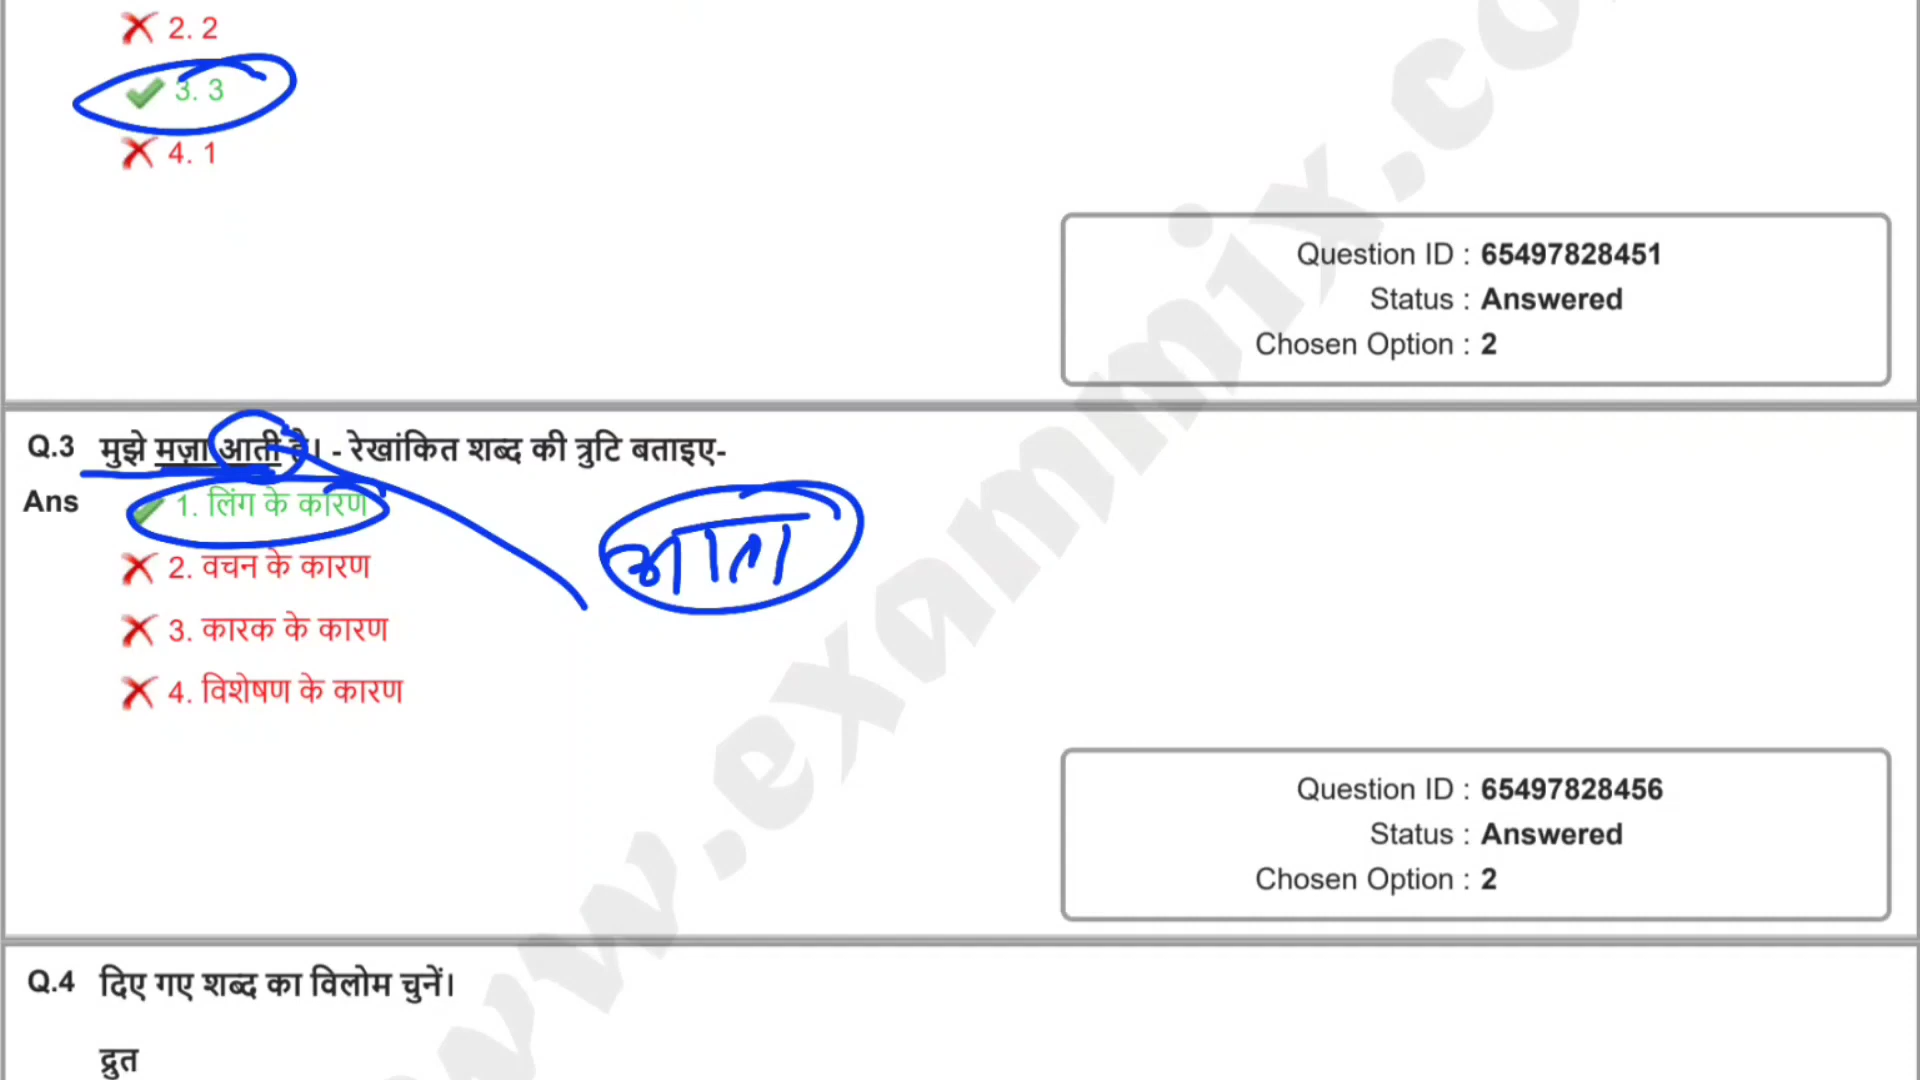 2. 2
3. 3
4. 1
Question ID : 65497828451
Status : Answered
Chosen Option : 2
Q.3 मुझे मज़ा आती है। - रेखांकित शब्द की त्रुटि बताइए-
Ans 1. लिंग के कारण
आता
2. वचन के कारण
3. कारक के कारण
4. विशेषण के कारण
Question ID : 65497828456
Status : Answered
Chosen Option : 2
Q.4 दिए गए शब्द का विलोम चुनें।
द्रुत